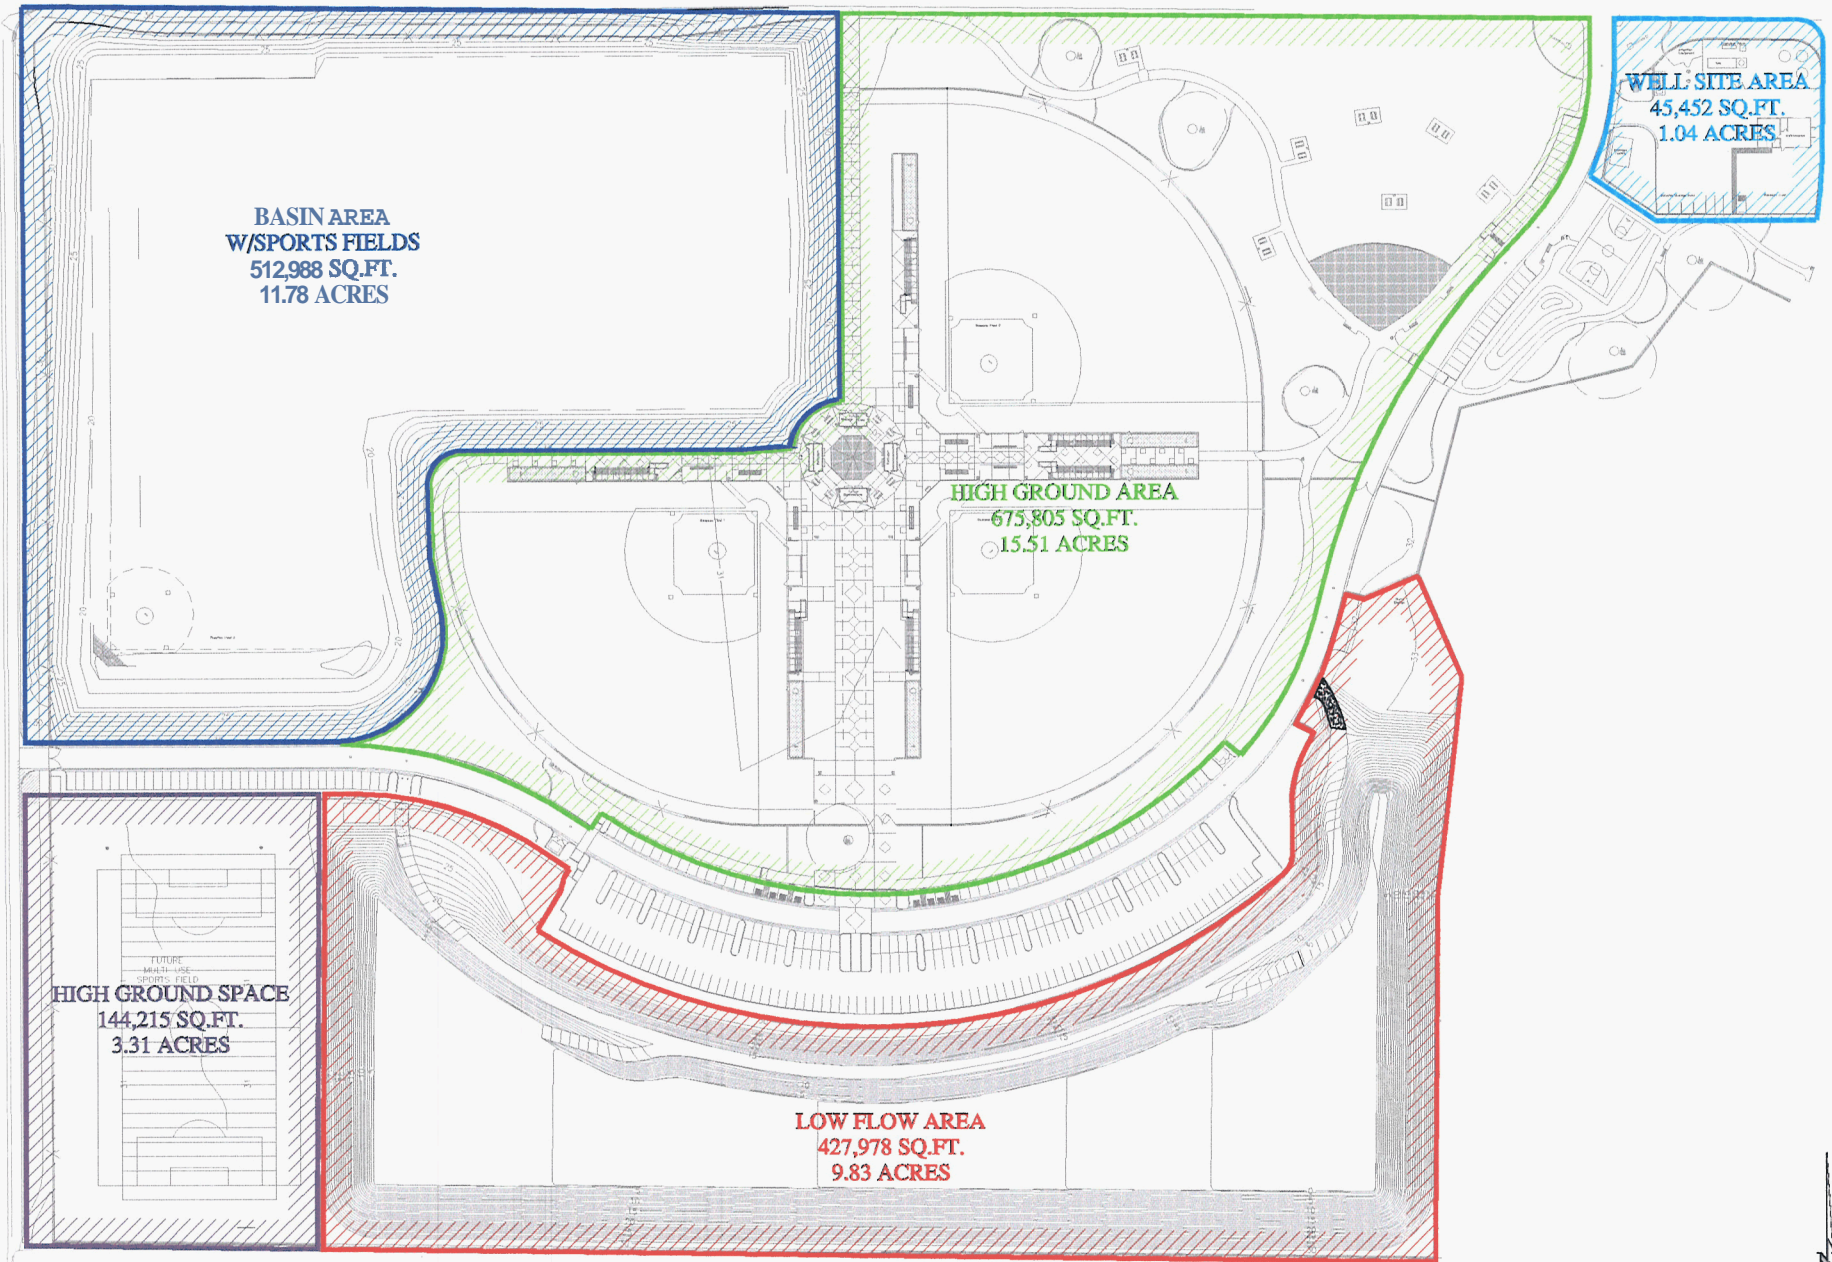 WELL SITE AREA
45,452 SQ.FT.
1.04 ACRES
BASIN AREA
W/SPORTS FIELDS
512,988 SQ.FT.
11.78 ACRES
HIGH GROUND AREA
675,805 SQ.FT.
15.51 ACRES
FUTURE
MULTI-USE
SPORTS FIELD
HIGH GROUND SPACE
144,215 SQ.FT.
3.31 ACRES
LOW FLOW AREA
427,978 SQ.FT.
9.83 ACRES